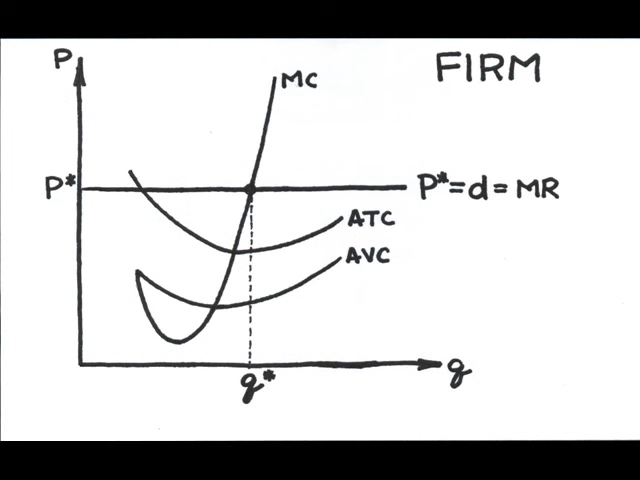 P
FIRM
MC
P*
P*=d=MR
ATC
AVC
q*
q